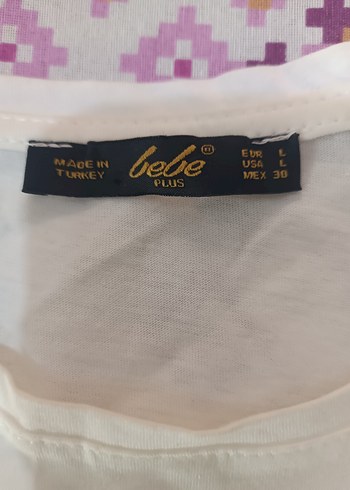 MADE IN
TURKEY
bebe
PLUS
EUR L
USA L
MEX 38